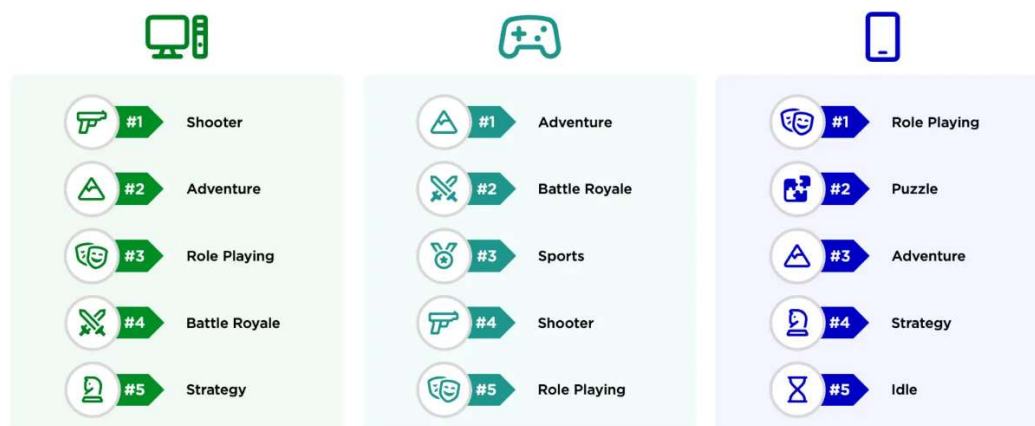 #1 Shooter
#2 Adventure
#3 Role Playing
#4 Battle Royale
#5 Strategy
#1 Adventure
#2 Battle Royale
#3 Sports
#4 Shooter
#5 Role Playing
#1 Role Playing
#2 Puzzle
#3 Adventure
#4 Strategy
#5 Idle